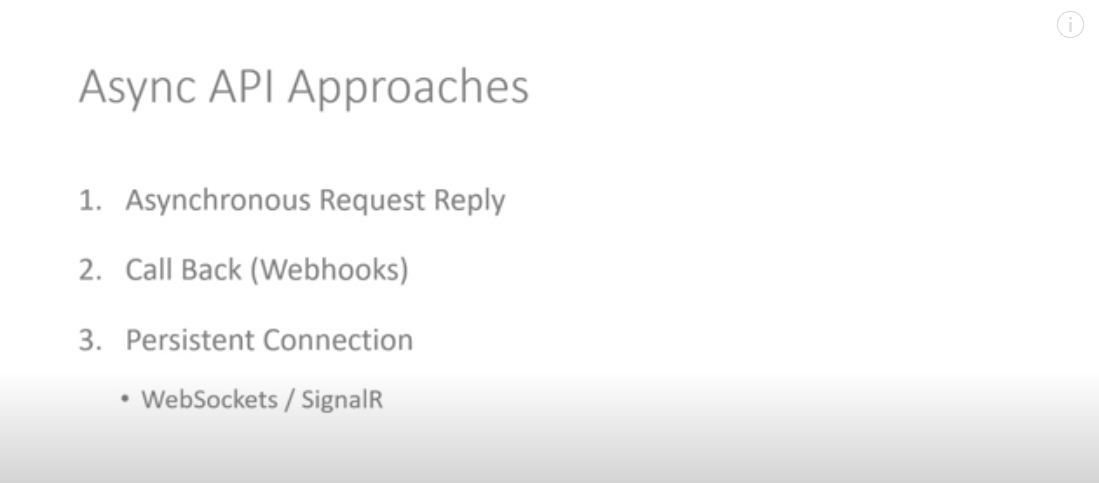 Async API Approaches
1. Asynchronous Request Reply
2. Call Back (Webhooks)
3. Persistent Connection
• WebSockets / SignalR